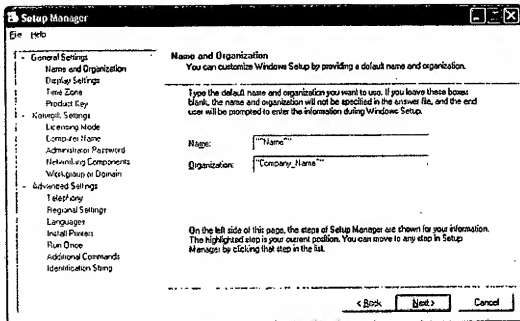 Setup Manager
File Help
- General Settings
Name and Organization
Display Settings
Time Zone
Product Key
- Network Settings
Licensing Mode
Computer Name
Administrator Password
Networking Components
Workgroup or Domain
- Advanced Settings
Telephony
Regional Settings
Languages
Install Printers
Run Once
Additional Commands
Identification String
Name and Organization
You can customize Windows Setup by providing a default name and organization.
Type the default name and organization you want to use. If you leave these boxes
blank, the name and organization will not be specified in the answer file, and the end
user will be prompted to enter the information during Windows Setup.
Name: "^Name^"
Organization: "Company_Name^"
On the left side of this page, the steps of Setup Manager are shown for your information.
The highlighted step is your current position. You can move to any step in Setup
Manager by clicking that step in the list.
< Back Next > Cancel